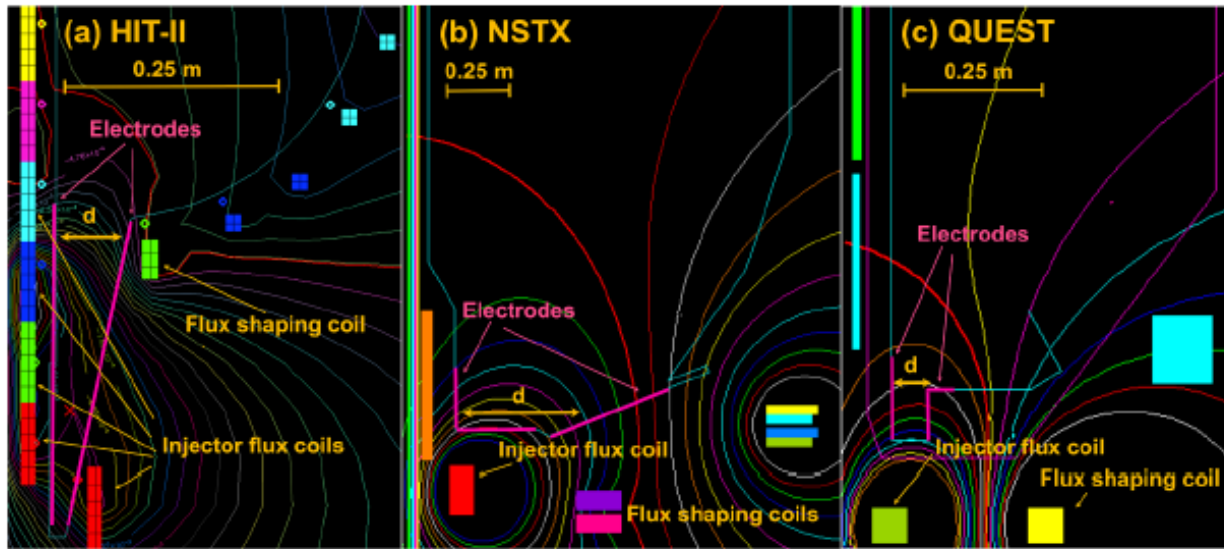 (a) HIT-II
0.25 m
Electrodes
d
Flux shaping coil
Injector flux coils
(b) NSTX
0.25 m
Electrodes
d
Injector flux coil
Flux shaping coils
(c) QUEST
0.25 m
Electrodes
d
Injector flux coil
Flux shaping coil